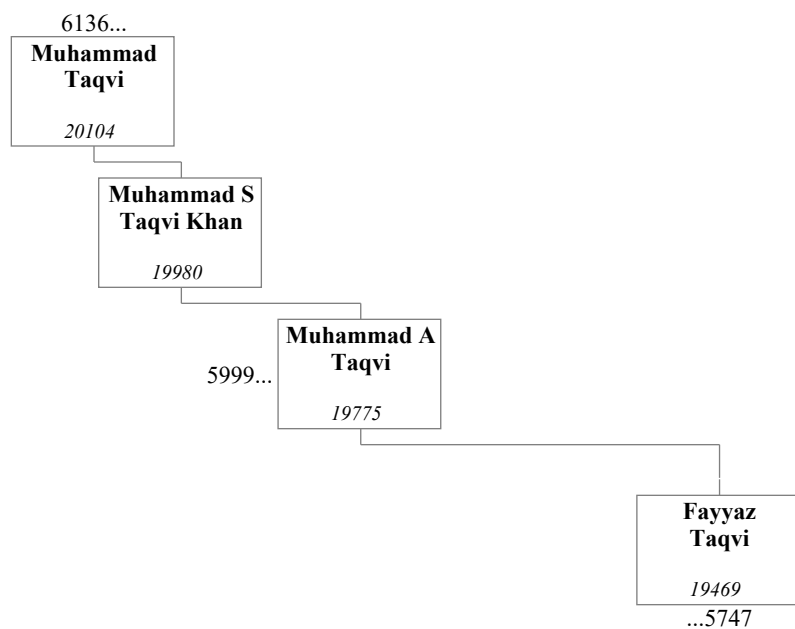 6136...
Muhammad
Taqvi
20104
Muhammad S
Taqvi Khan
19980
Muhammad A
Taqvi
5999...
19775
Fayyaz
Taqvi
19469
...5747